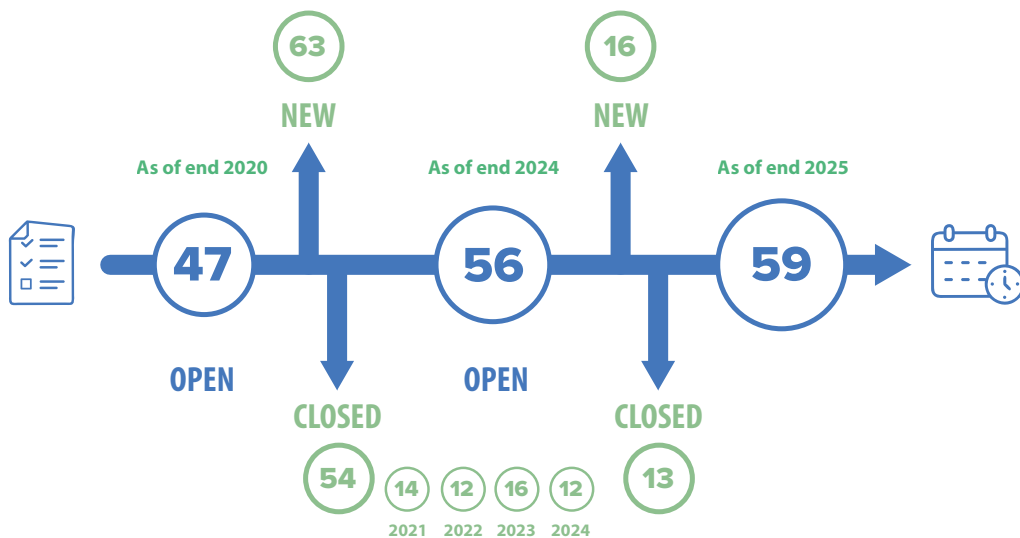 63
16
NEW
NEW
As of end 2020
As of end 2024
As of end 2025
47
56
59
OPEN
OPEN
CLOSED
CLOSED
54
14
12
16
12
13
2021
2022
2023
2024